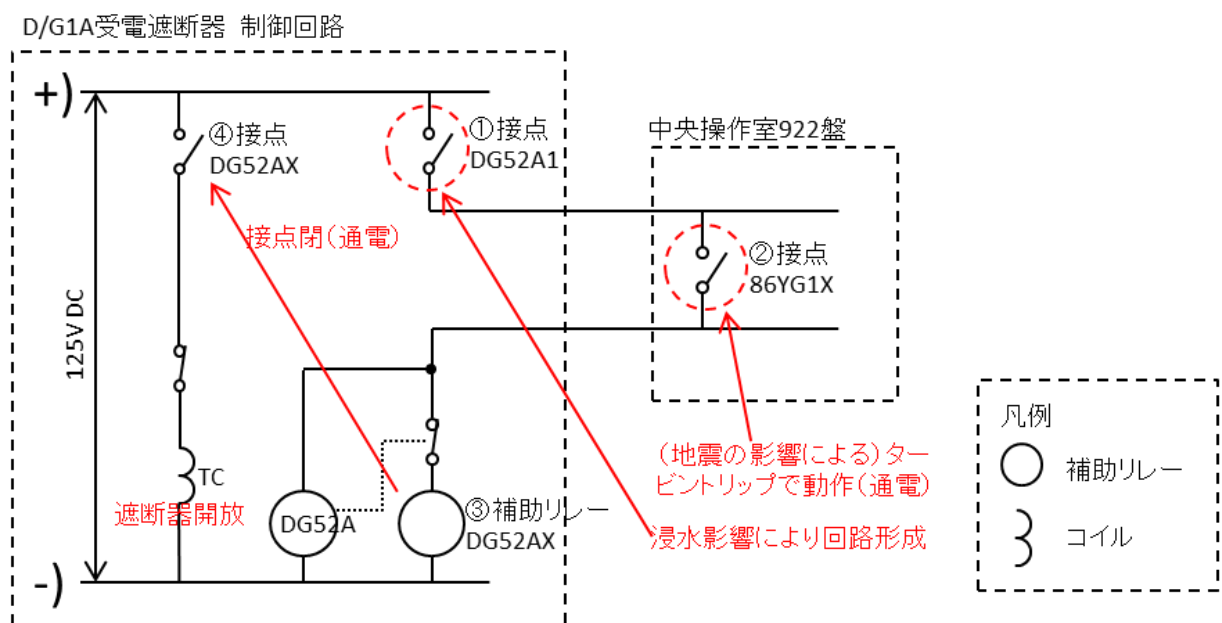 D/G1A受電遮断器 制御回路
+)
④接点
DG52AX
①接点
DG52A1
中央操作室922盤
接点閉(通電)
②接点
86YG1X
125V DC
凡例
補助リレー
コイル
(地震の影響による)ター
ビントリップで動作(通電)
TC
遮断器開放
DG52A
③補助リレー
DG52AX
浸水影響により回路形成
-)